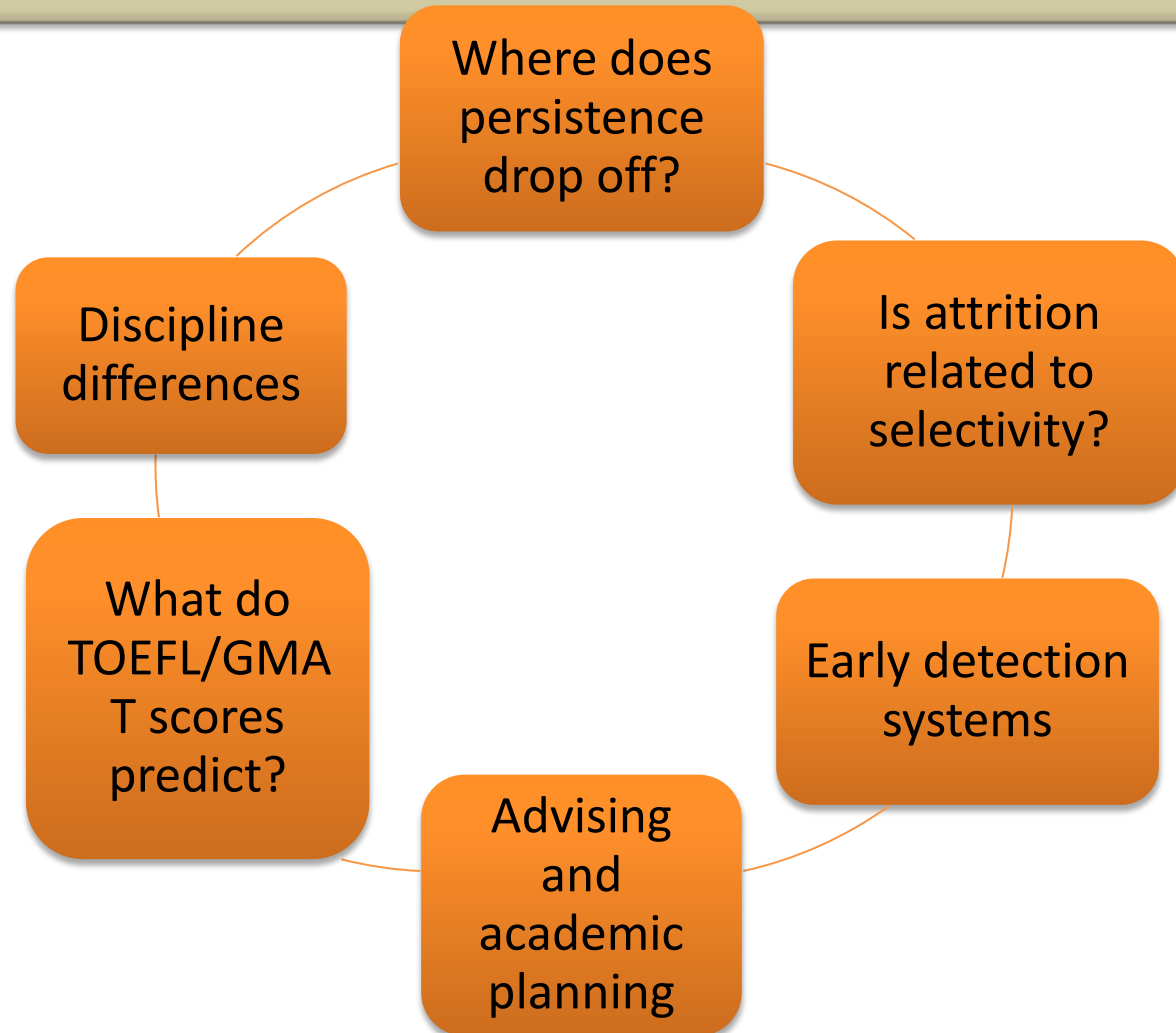 Where does
persistence
drop off?
Is attrition
related to
selectivity?
Early detection
systems
Advising
and
academic
planning
What do
TOEFL/GMA
T scores
predict?
Discipline
differences